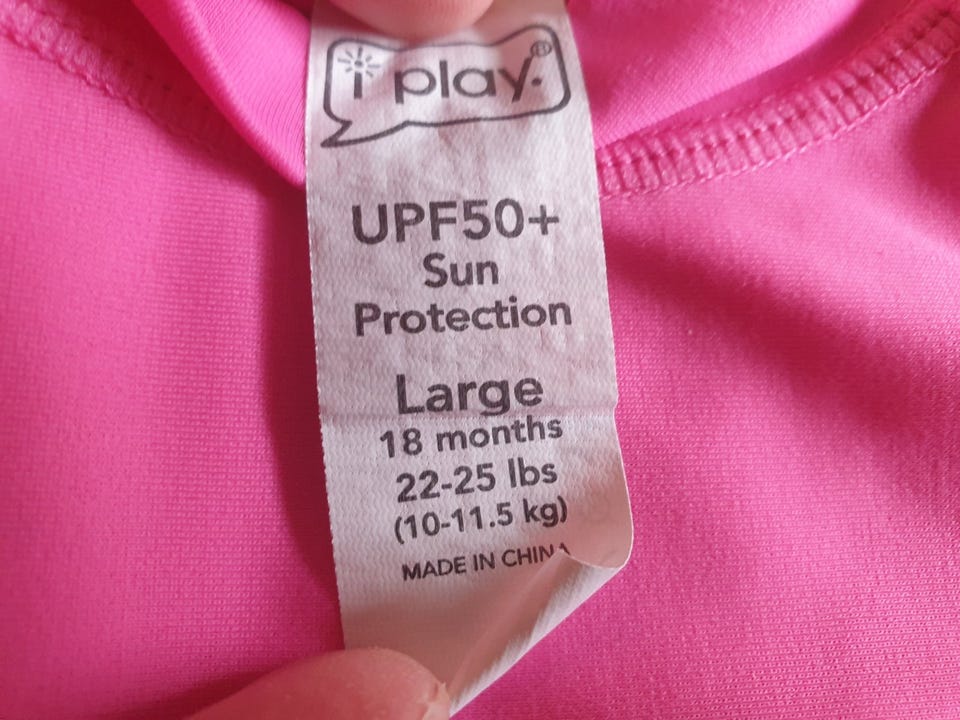 i play.®
UPF50+
Sun
Protection
Large
18 months
22-25 lbs
(10-11.5 kg)
MADE IN CHINA